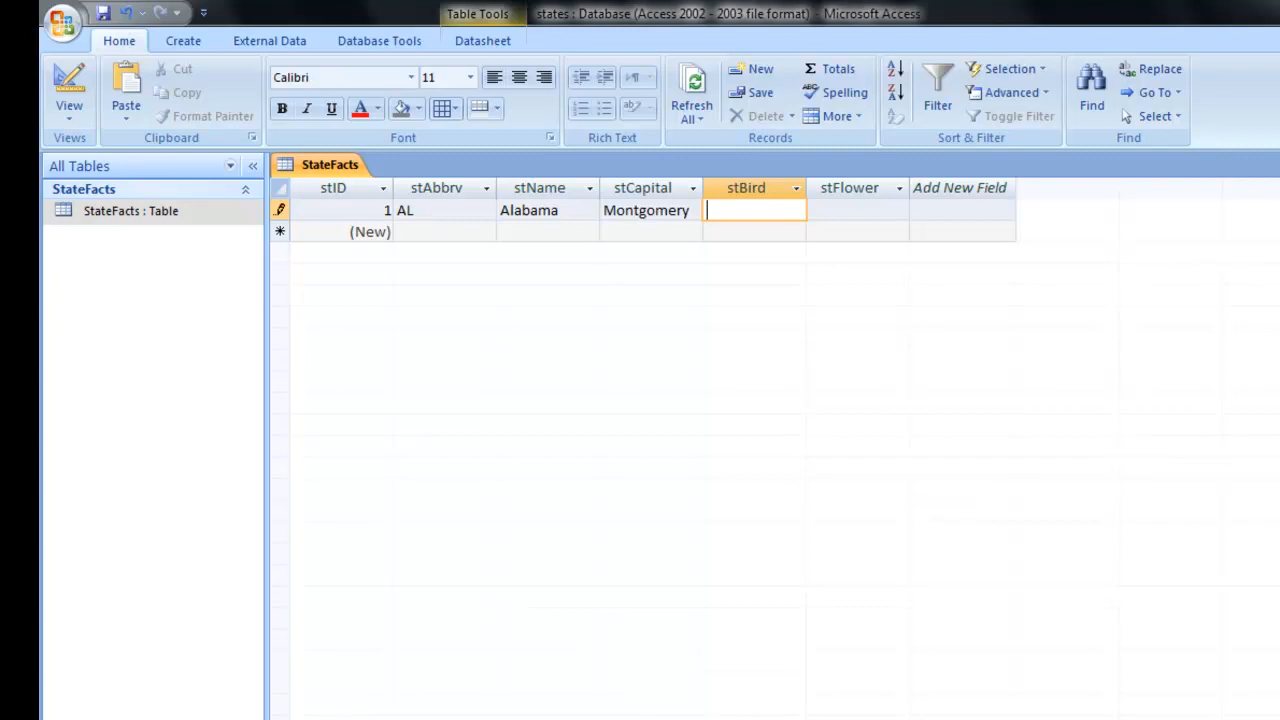 Table Tools states : Database (Access 2002 - 2003 file format) - Microsoft Access
Home Create External Data Database Tools Datasheet
View
Views
Paste
Cut
Copy
Format Painter
Clipboard
Calibri 11
B I U A
Font
Rich Text
Refresh All
New
Save
Delete
Totals
Spelling
More
Records
Filter
Selection
Advanced
Toggle Filter
Sort & Filter
Find
Replace
Go To
Select
Find
All Tables
StateFacts
StateFacts : Table
StateFacts
stID stAbbrv stName stCapital stBird stFlower Add New Field
1 AL Alabama Montgomery
(New)